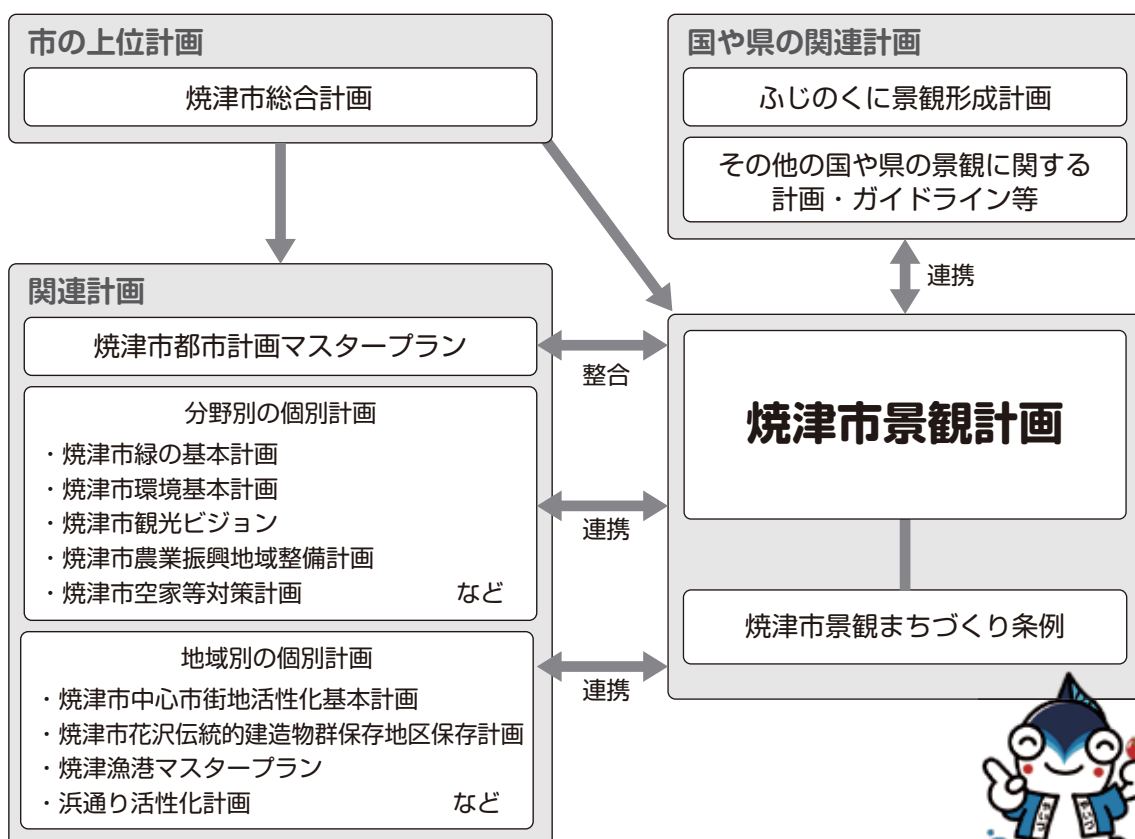 市の上位計画
焼津市総合計画
国や県の関連計画
ふじのくに景観形成計画
その他の国や県の景観に関する
計画・ガイドライン等
連携
関連計画
焼津市都市計画マスタープラン
整合
分野別の個別計画
・焼津市緑の基本計画
・焼津市環境基本計画
・焼津市観光ビジョン
・焼津市農業振興地域整備計画
・焼津市空家等対策計画 など
連携
地域別の個別計画
・焼津市中心市街地活性化基本計画
・焼津市花沢伝統的建造物群保存地区保存計画
・焼津漁港マスタープラン
・浜通り活性化計画 など
連携
焼津市景観計画
焼津市景観まちづくり条例